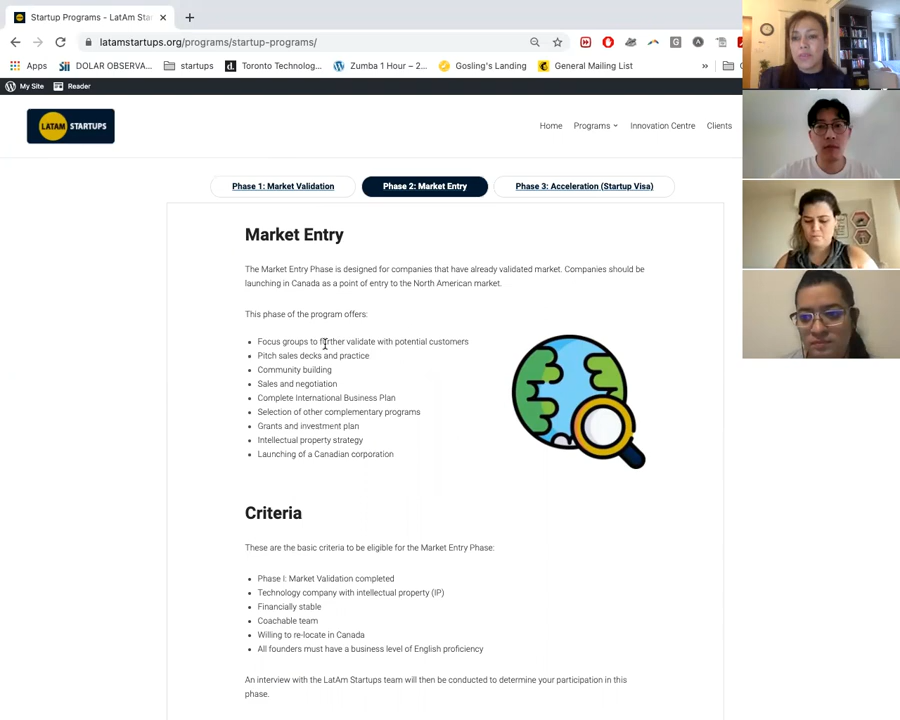 Startup Programs - LatAm Sta
latamstartups.org/programs/startup-programs/
Apps
DOLAR OBSERVA...
startups
Toronto Technolog...
Zumba 1 Hour – 2...
Gosling's Landing
General Mailing List
»
My Site
Reader
LATAM STARTUPS
Home
Programs
Innovation Centre
Clients
Phase 1: Market Validation
Phase 2: Market Entry
Phase 3: Acceleration (Startup Visa)
Market Entry
The Market Entry Phase is designed for companies that have already validated market. Companies should be
launching in Canada as a point of entry to the North American market.
This phase of the program offers:
Focus groups to further validate with potential customers
Pitch sales decks and practice
Community building
Sales and negotiation
Complete International Business Plan
Selection of other complementary programs
Grants and investment plan
Intellectual property strategy
Launching of a Canadian corporation
Criteria
These are the basic criteria to be eligible for the Market Entry Phase:
Phase I: Market Validation completed
Technology company with intellectual property (IP)
Financially stable
Coachable team
Willing to re-locate in Canada
All founders must have a business level of English proficiency
An interview with the LatAm Startups team will then be conducted to determine your participation in this
phase.